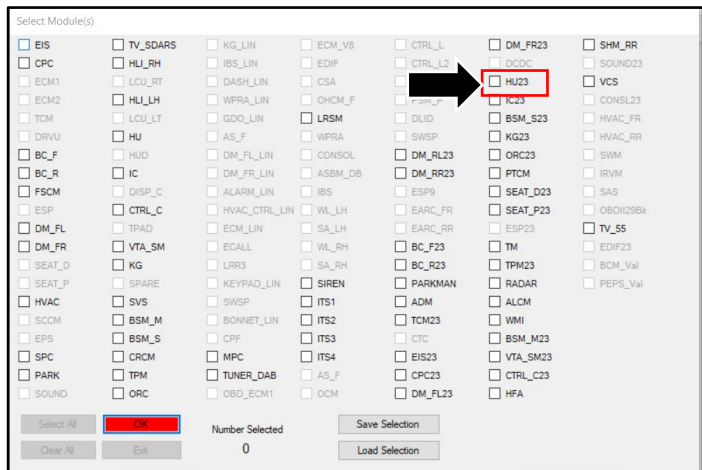 Select Module(s)
EIS TV_SDARS KG_LIN ECM_V8 CTRL_L DM_FR23 SHM_RR
CPC HLI_RH IBS_LIN EDIF CTRL_L2 DCDC SOUND23
ECM1 LCU_RT DASH_LIN CSA HU23 VCS
ECM2 HLI_LH WPRA_LIN OHCM_F IC23 CONSL23
TCM LCU_LT GDO_LIN LRSM DLID BSM_S23 HVAC_FR
DRVU HU AS_F WPRA SWSP KG23 HVAC_RR
BC_F HUD DM_FL_LIN CONSOL DM_RL23 ORC23 SWM
BC_R IC DM_FR_LIN ASBM_DB DM_RR23 PTCM IRVM
FSCM DISP_C ALARM_LIN IBS ESP9 SEAT_D23 SAS
ESP CTRL_C HVAC_CTRL_LIN WL_LH EARC_FR SEAT_P23 OBDII29Bit
DM_FL TPAD ECM_LIN SA_LH EARC_RR ESP23 TV_55
DM_FR VTA_SM ECALL WL_RH BC_F23 TM EDIF23
SEAT_D KG LRR3 SA_RH BC_R23 TPM23 BCM_Val
SEAT_P SPARE KEYPAD_LIN SIREN PARKMAN RADAR PEPS_Val
HVAC SVS SWSP ITS1 ADM ALCM
SCCM BSM_M BONNET_LIN ITS2 TCM23 WMI
EPS BSM_S CPF ITS3 CTC BSM_M23
SPC CRCM MPC ITS4 EIS23 VTA_SM23
PARK TPM TUNER_DAB AS_F CPC23 CTRL_C23
SOUND ORC OBD_ECM1 OCM DM_FL23 HFA
Select All OK Number Selected Save Selection
Clear All Exit 0 Load Selection